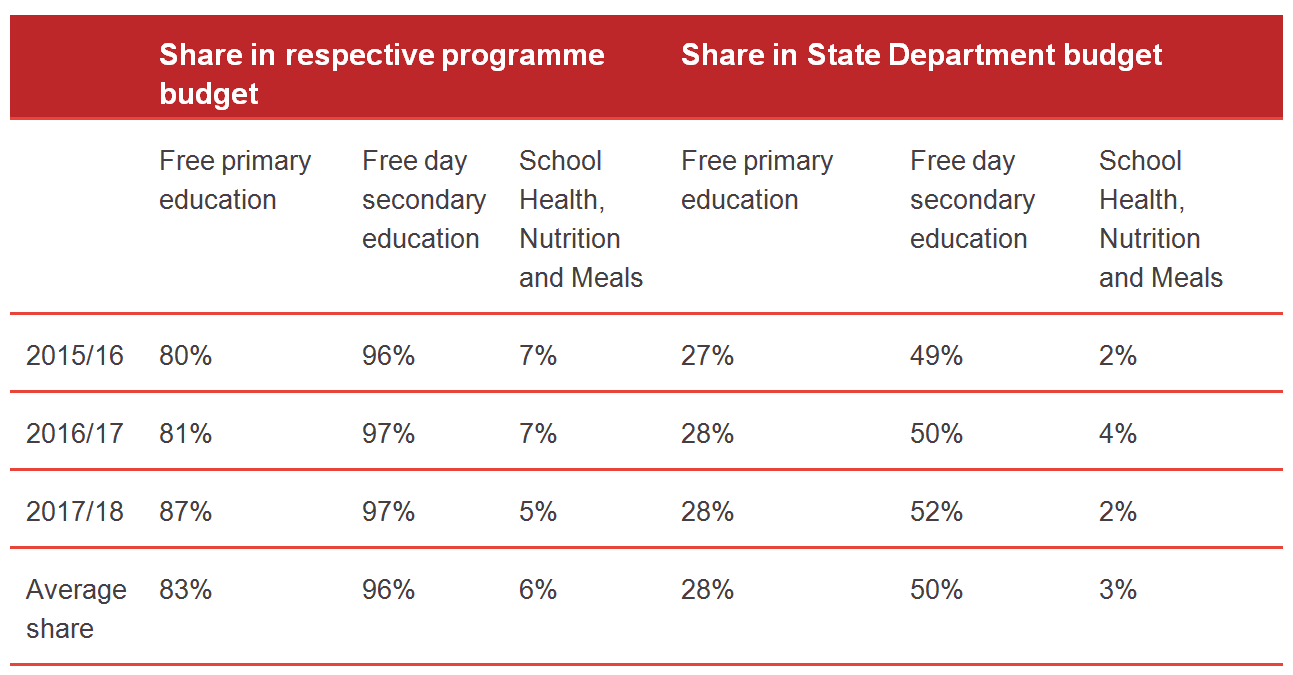 Share in respective programme budget Share in State Department budget
Free primary education Free day secondary education School Health, Nutrition and Meals Free primary education Free day secondary education School Health, Nutrition and Meals
2015/16 80% 96% 7% 27% 49% 2%
2016/17 81% 97% 7% 28% 50% 4%
2017/18 87% 97% 5% 28% 52% 2%
Average share 83% 96% 6% 28% 50% 3%